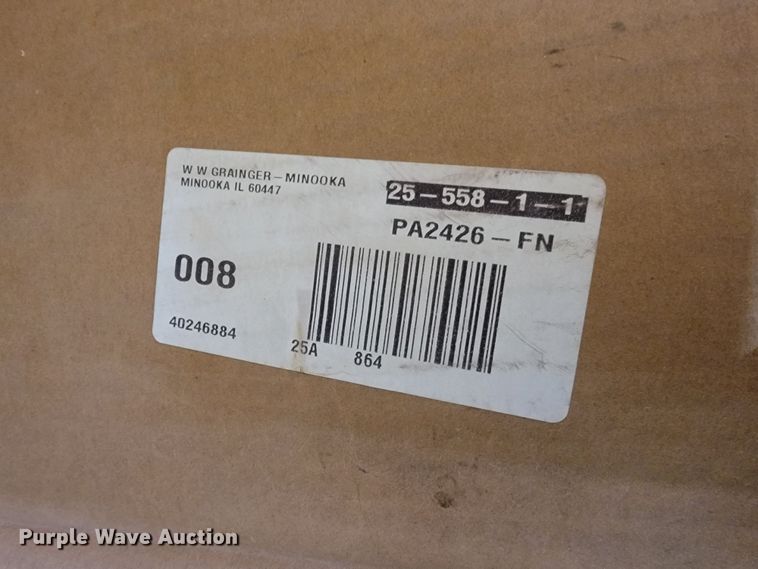 W W GRAINGER – MINOOKA
MINOOKA IL 60447
25 – 558 – 1 – 1
PA2426 – FN
008
40246884
25A 864
Purple Wave Auction